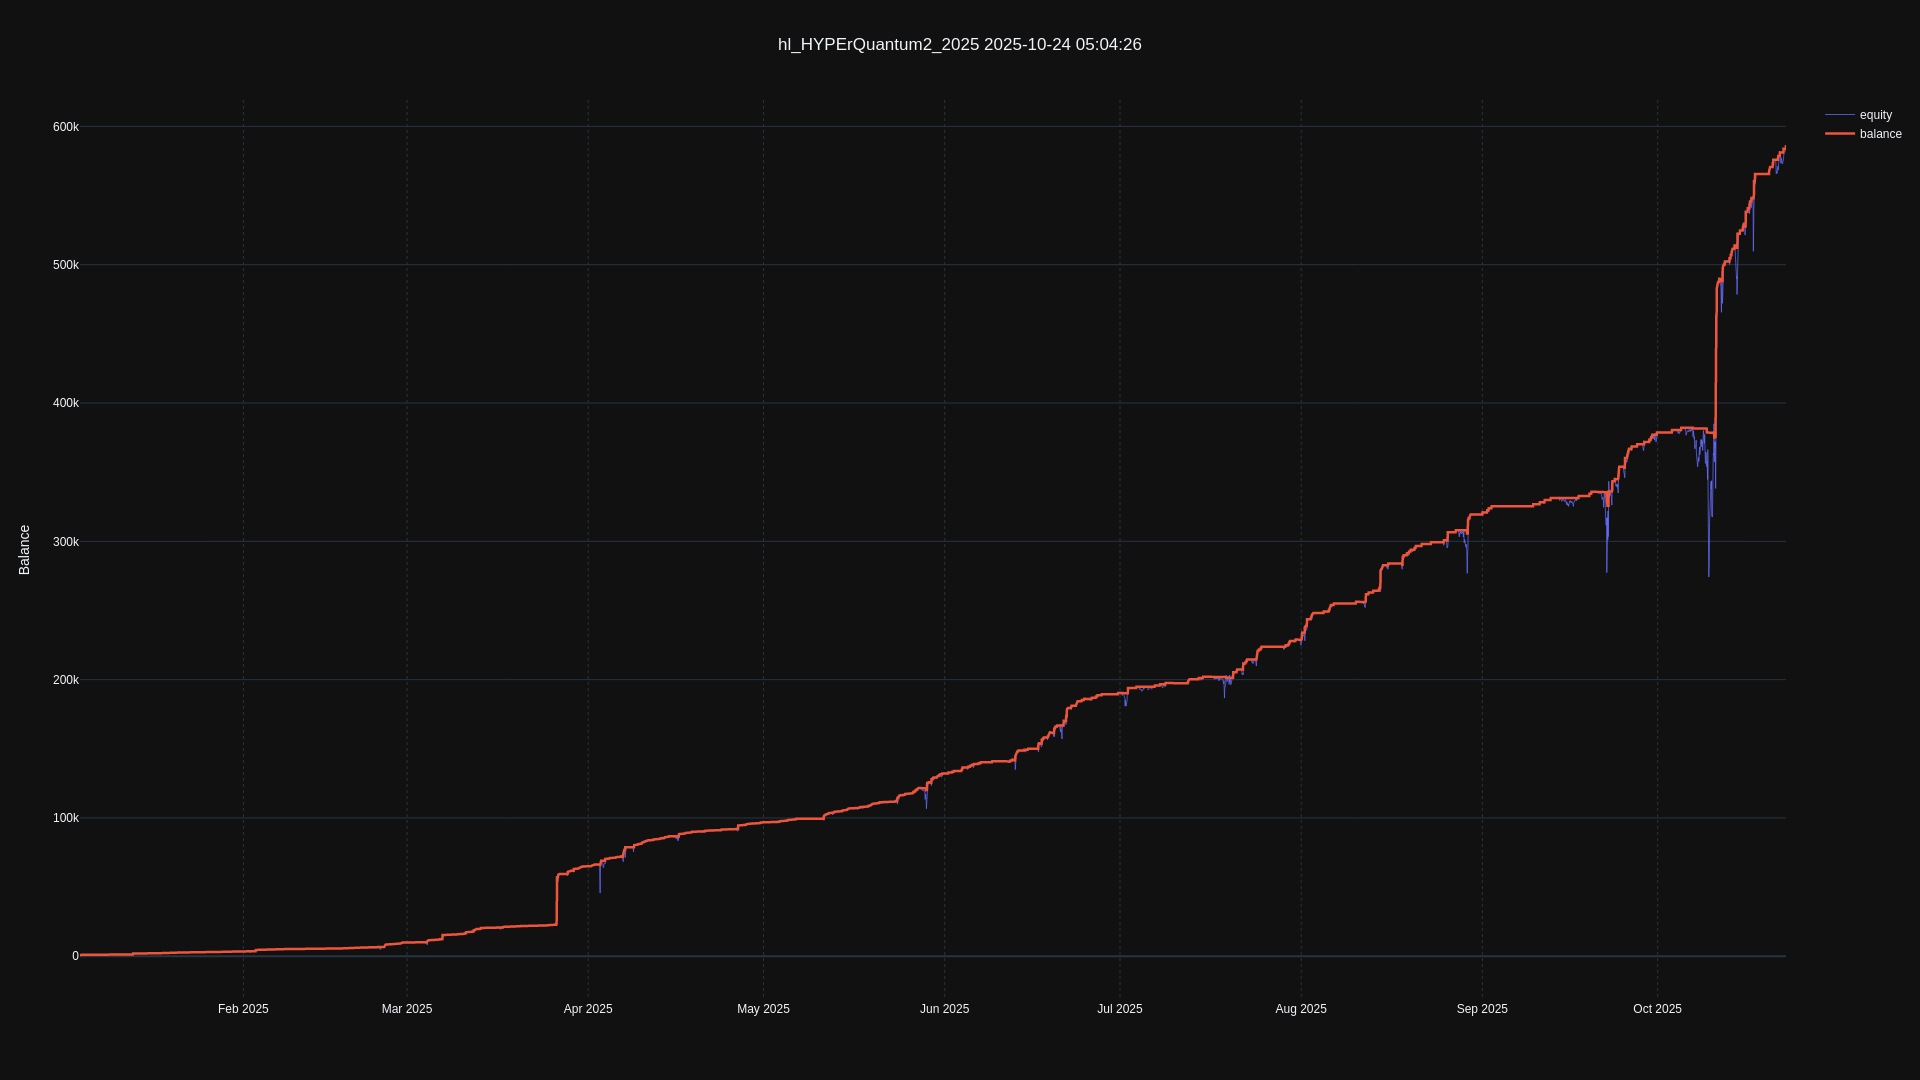 hl_HYPErQuantum2_2025 2025-10-24 05:04:26
equity
balance
600k
500k
400k
300k
200k
100k
0
Balance
Feb 2025
Mar 2025
Apr 2025
May 2025
Jun 2025
Jul 2025
Aug 2025
Sep 2025
Oct 2025